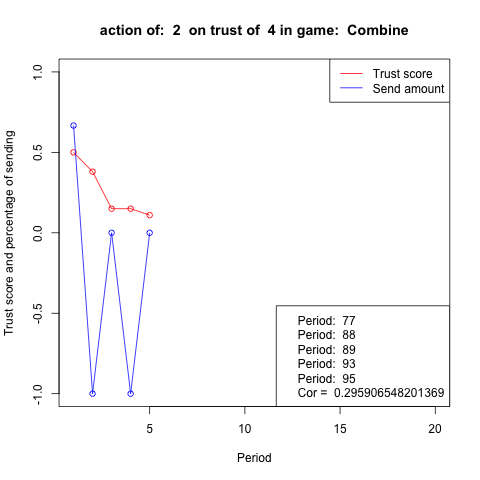 action of:  2  on trust of  4 in game:  Combine
Trust score
Send amount
Trust score and percentage of sending
1.0
0.5
0.0
-0.5
-1.0
Period:  77
Period:  88
Period:  89
Period:  93
Period:  95
Cor =  0.295906548201369
5 10 15 20
Period